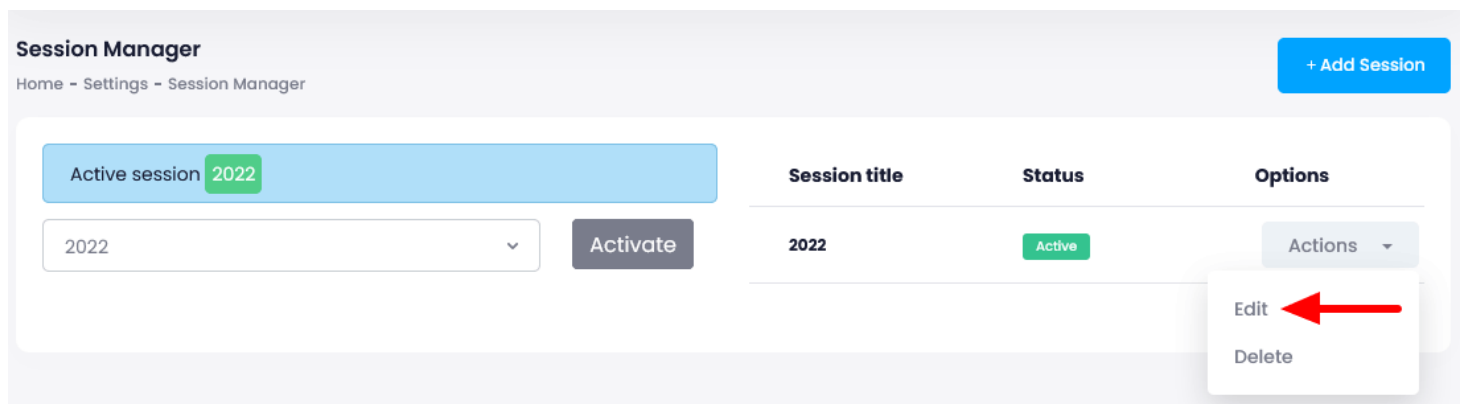 Session Manager
Home - Settings - Session Manager
+ Add Session
Active session 2022
2022
Activate
Session title Status Options
2022 Active Actions
Edit
Delete